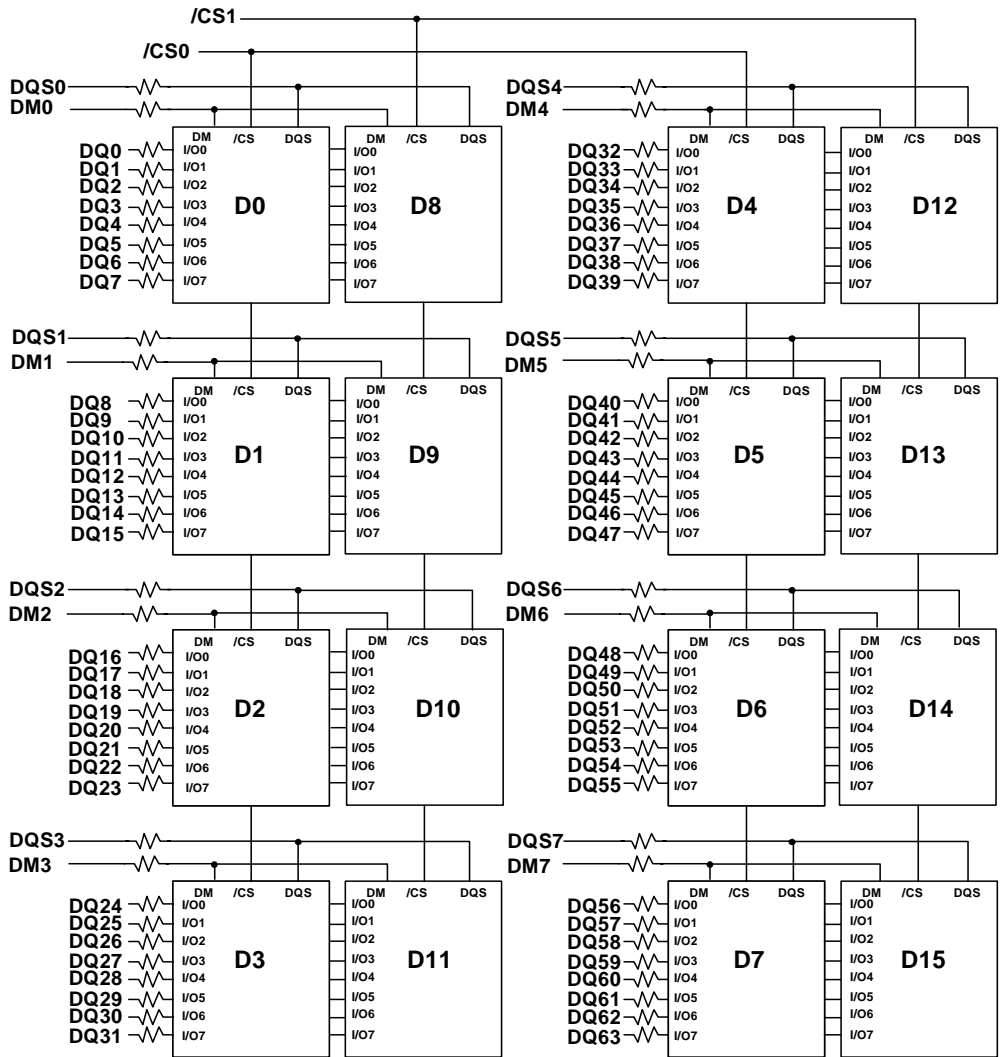 /CS1
/CS0
DQS0 DQS4
DM0 DM4
DM /CS DQS DM /CS DQS DM /CS DQS DM /CS DQS
DQ0 I/O0 I/O0 DQ32 I/O0 I/O0
DQ1 I/O1 I/O1 DQ33 I/O1 I/O1
DQ2 I/O2 I/O2 DQ34 I/O2 I/O2
DQ3 I/O3 D0 I/O3 D8 DQ35 I/O3 D4 I/O3 D12
DQ4 I/O4 I/O4 DQ36 I/O4 I/O4
DQ5 I/O5 I/O5 DQ37 I/O5 I/O5
DQ6 I/O6 I/O6 DQ38 I/O6 I/O6
DQ7 I/O7 I/O7 DQ39 I/O7 I/O7
DQS1 DQS5
DM1 DM5
DM /CS DQS DM /CS DQS DM /CS DQS DM /CS DQS
DQ8 I/O0 I/O0 DQ40 I/O0 I/O0
DQ9 I/O1 I/O1 DQ41 I/O1 I/O1
DQ10 I/O2 I/O2 DQ42 I/O2 I/O2
DQ11 I/O3 D1 I/O3 D9 DQ43 I/O3 D5 I/O3 D13
DQ12 I/O4 I/O4 DQ44 I/O4 I/O4
DQ13 I/O5 I/O5 DQ45 I/O5 I/O5
DQ14 I/O6 I/O6 DQ46 I/O6 I/O6
DQ15 I/O7 I/O7 DQ47 I/O7 I/O7
DQS2 DQS6
DM2 DM6
DM /CS DQS DM /CS DQS DM /CS DQS DM /CS DQS
DQ16 I/O0 I/O0 DQ48 I/O0 I/O0
DQ17 I/O1 I/O1 DQ49 I/O1 I/O1
DQ18 I/O2 I/O2 DQ50 I/O2 I/O2
DQ19 I/O3 D2 I/O3 D10 DQ51 I/O3 D6 I/O3 D14
DQ20 I/O4 I/O4 DQ52 I/O4 I/O4
DQ21 I/O5 I/O5 DQ53 I/O5 I/O5
DQ22 I/O6 I/O6 DQ54 I/O6 I/O6
DQ23 I/O7 I/O7 DQ55 I/O7 I/O7
DQS3 DQS7
DM3 DM7
DM /CS DQS DM /CS DQS DM /CS DQS DM /CS DQS
DQ24 I/O0 I/O0 DQ56 I/O0 I/O0
DQ25 I/O1 I/O1 DQ57 I/O1 I/O1
DQ26 I/O2 I/O2 DQ58 I/O2 I/O2
DQ27 I/O3 D3 I/O3 D11 DQ59 I/O3 D7 I/O3 D15
DQ28 I/O4 I/O4 DQ60 I/O4 I/O4
DQ29 I/O5 I/O5 DQ61 I/O5 I/O5
DQ30 I/O6 I/O6 DQ62 I/O6 I/O6
DQ31 I/O7 I/O7 DQ63 I/O7 I/O7